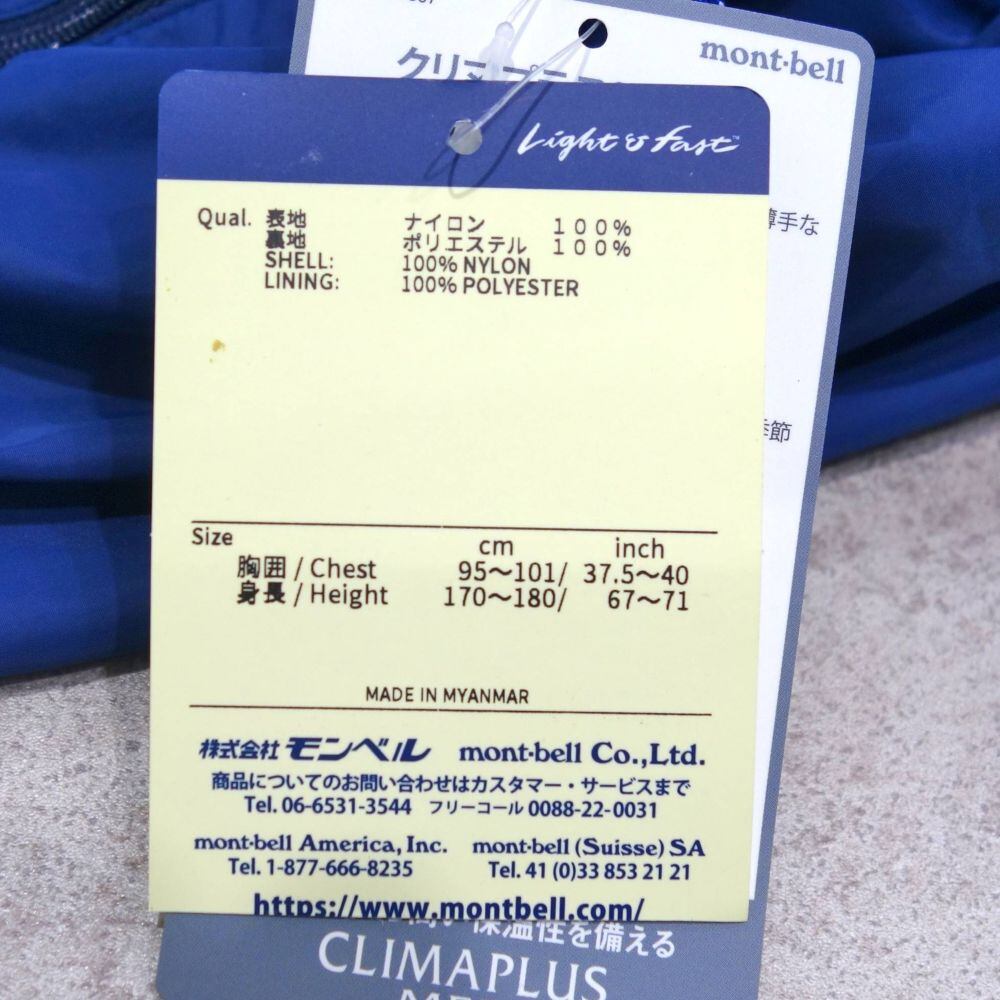 mont·bell
Light & fast™
薄手な
季節
Qual. 表地 ナイロン 100%
裏地 ポリエステル 100%
SHELL: 100% NYLON
LINING: 100% POLYESTER
Size cm inch
胸囲 / Chest 95〜101/ 37.5〜40
身長 / Height 170〜180/ 67〜71
MADE IN MYANMAR
株式会社 モンベル mont·bell Co.,Ltd.
商品についてのお問い合わせはカスタマー・サービスまで
Tel. 06-6531-3544 フリーコール 0088-22-0031
mont·bell America, Inc. mont·bell (Suisse) SA
Tel. 1-877-666-8235 Tel. 41 (0)33 853 21 21
https://www.montbell.com/
保温性を備える
CLIMAPLUS